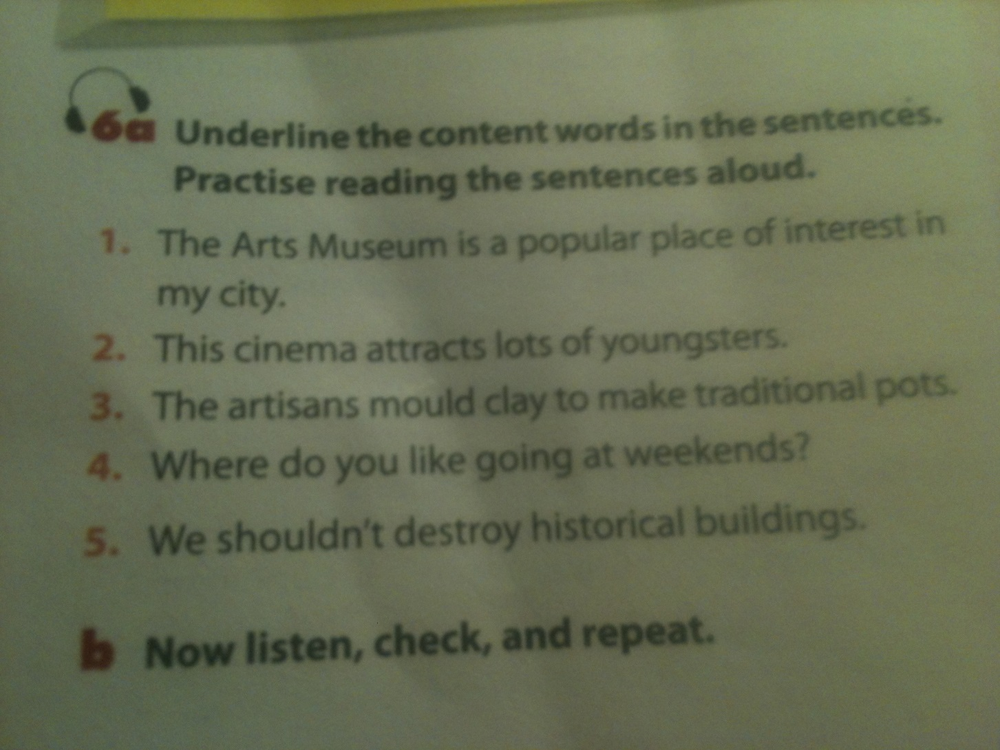 6a Underline the content words in the sentences.
Practise reading the sentences aloud.
1. The Arts Museum is a popular place of interest in
my city.
2. This cinema attracts lots of youngsters.
3. The artisans mould clay to make traditional pots.
4. Where do you like going at weekends?
5. We shouldn't destroy historical buildings.
b Now listen, check, and repeat.